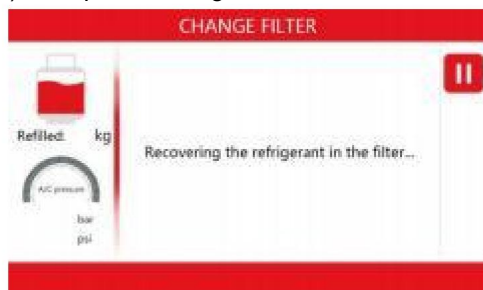 CHANGE FILTER
Refilled: kg
Recovering the refrigerant in the filter...
A/C pressure
bar
psi